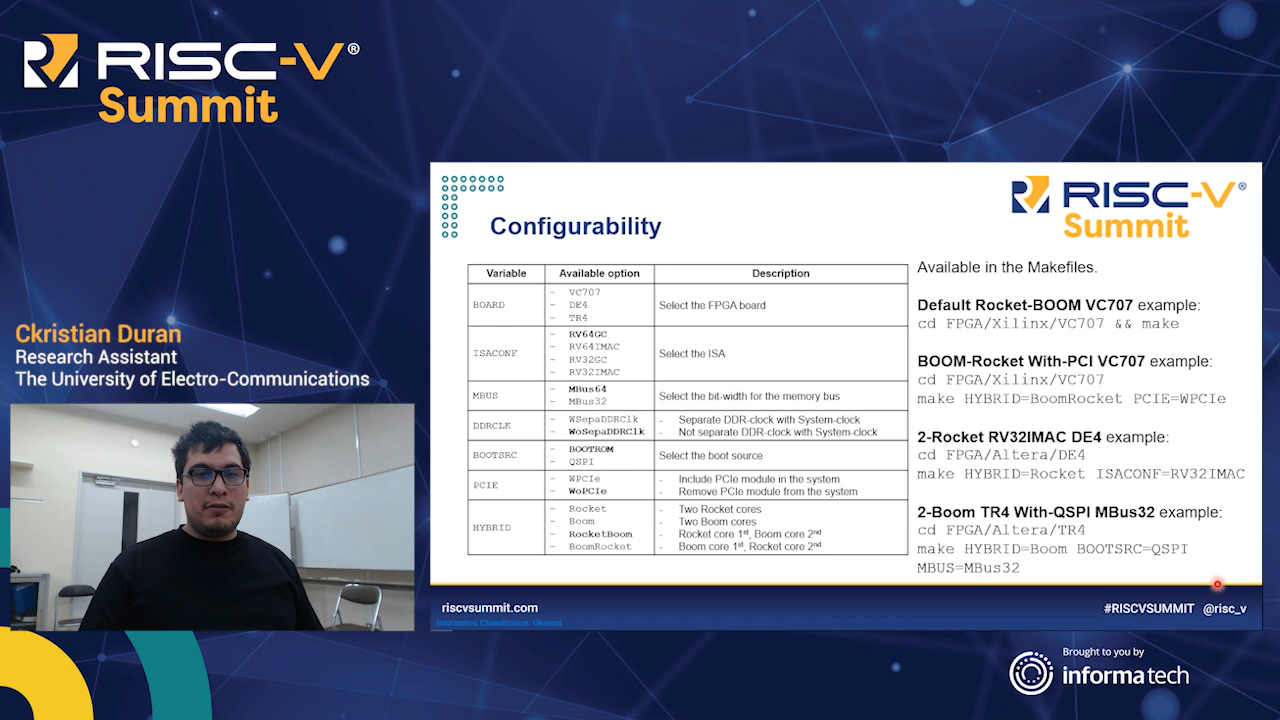 RISC-V®
Summit
Ckristian Duran
Research Assistant
The University of Electro-Communications
RISC-V®
Summit
Configurability
Variable Available option Description
BOARD
- VC707
- DE4
- TR4
Select the FPGA board
ISACONF
- RV64GC
- RV64IMAC
- RV32GC
- RV32IMAC
Select the ISA
MBUS
- MBus64
- MBus32
Select the bit-width for the memory bus
DDRCLK
- WSepaDDRClk
- WoSepaDDRClk
- Separate DDR-clock with System-clock
- Not separate DDR-clock with System-clock
BOOTSRC
- BOOTROM
- QSPI
Select the boot source
PCIE
- WPCIe
- WoPCIe
- Include PCIe module in the system
- Remove PCIe module from the system
HYBRID
- Rocket
- Boom
- RocketBoom
- BoomRocket
- Two Rocket cores
- Two Boom cores
- Rocket core 1st, Boom core 2nd
- Boom core 1st, Rocket core 2nd
Available in the Makefiles.
Default Rocket-BOOM VC707 example:
cd FPGA/Xilinx/VC707 && make
BOOM-Rocket With-PCI VC707 example:
cd FPGA/Xilinx/VC707
make HYBRID=BoomRocket PCIE=WPCIe
2-Rocket RV32IMAC DE4 example:
cd FPGA/Altera/DE4
make HYBRID=Rocket ISACONF=RV32IMAC
2-Boom TR4 With-QSPI MBus32 example:
cd FPGA/Altera/TR4
make HYBRID=Boom BOOTSRC=QSPI
MBUS=MBus32
riscvsummit.com
#RISCVSUMMIT @risc_v
Information Classification: General
Brought to you by
informa tech